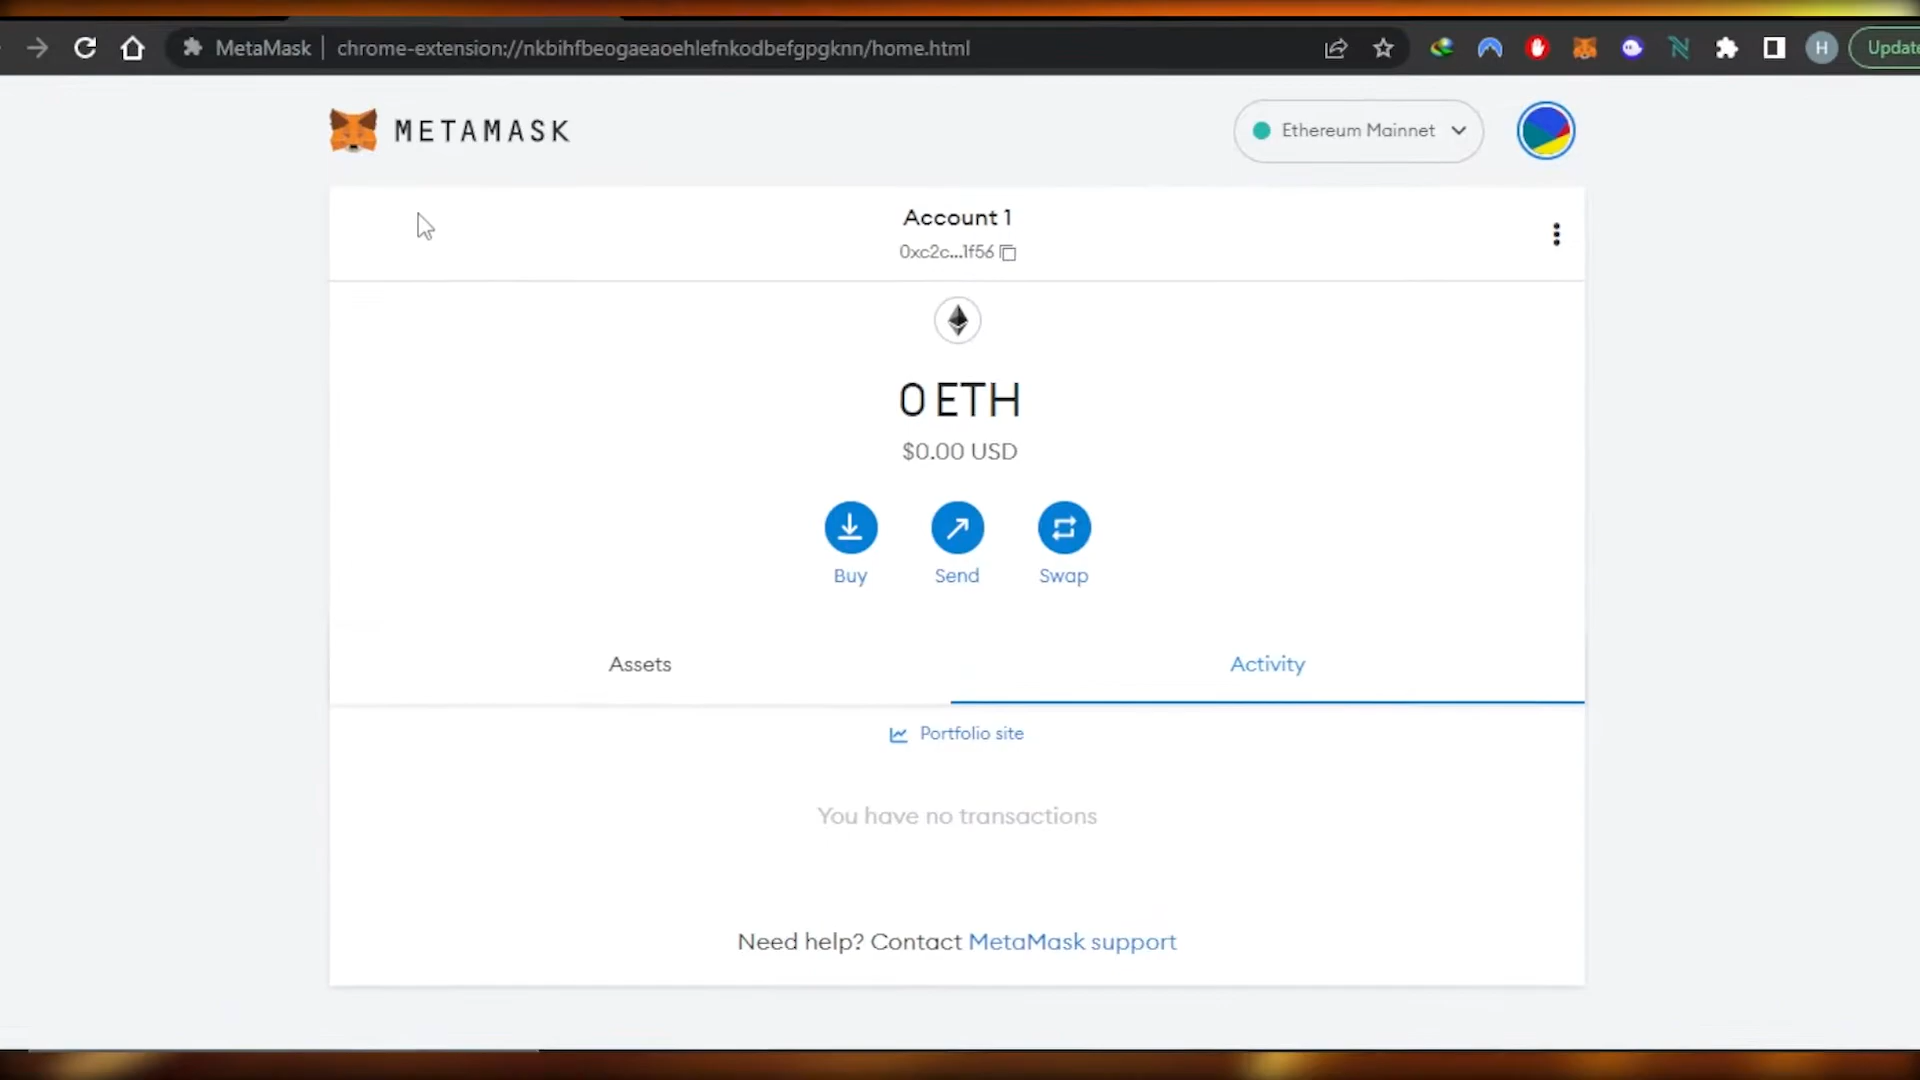 MetaMask
chrome-extension://nkbihfbeogaeaoehlefnkodbefgpgknn/home.html
H
Update
METAMASK
Ethereum Mainnet
Account 1
0xc2c...1f56
0 ETH
$0.00 USD
Buy
Send
Swap
Assets
Activity
Portfolio site
You have no transactions
Need help? Contact MetaMask support